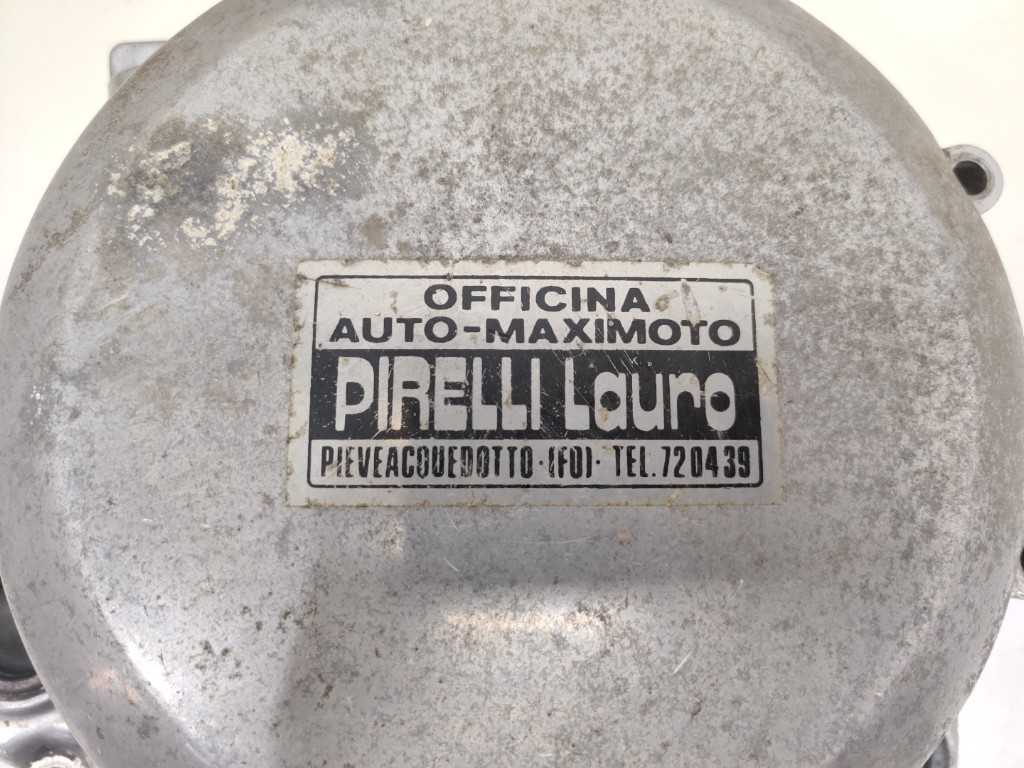 OFFICINA
AUTO-MAXIMOTO
PIRELLI Lauro
PIEVEACQUEDOTTO·(FO)· TEL.720439